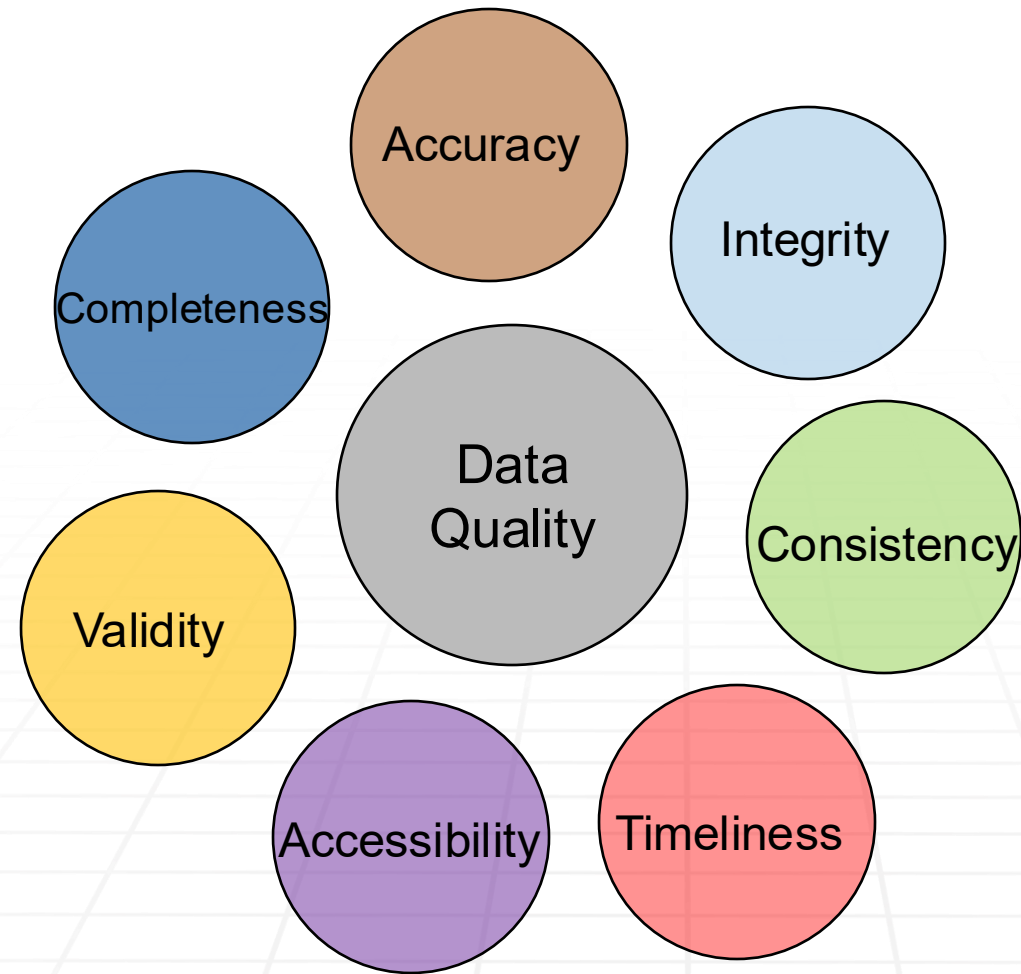 Accuracy
Integrity
Completeness
Data
Quality
Consistency
Validity
Timeliness
Accessibility